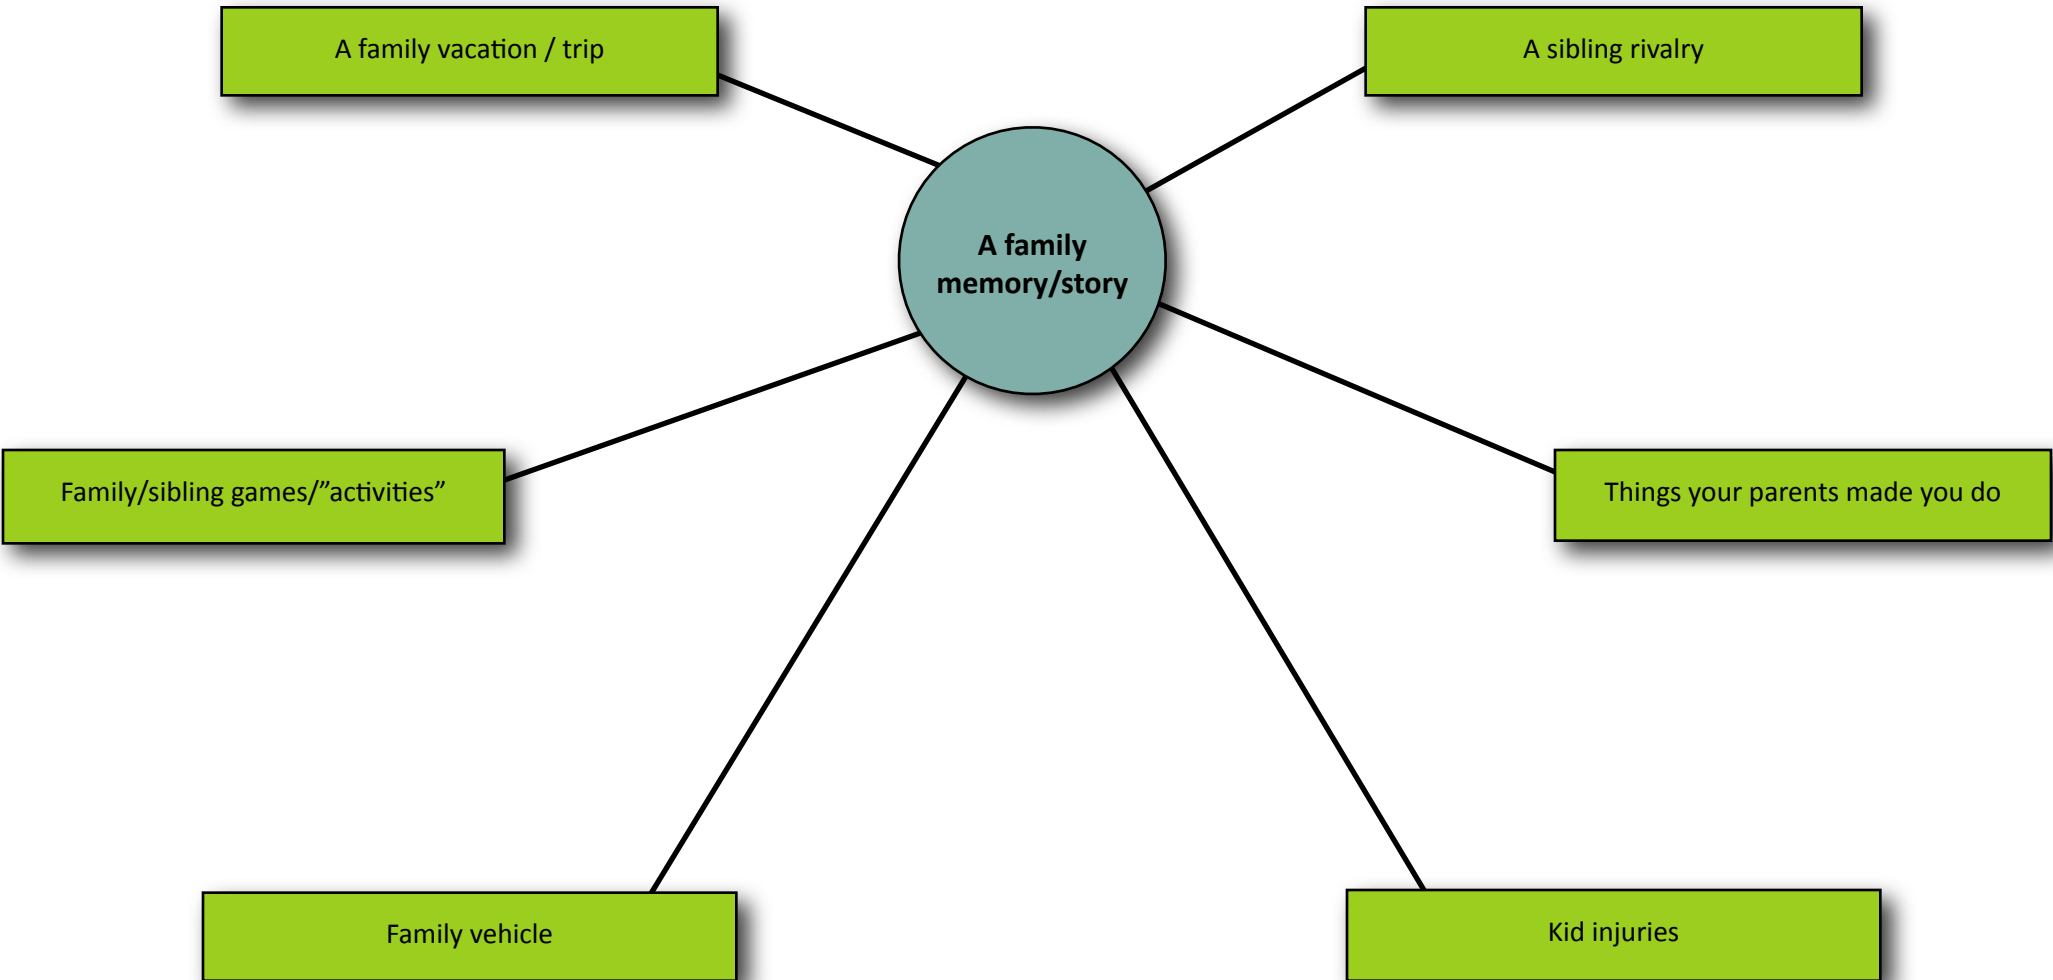 A family vacation / trip
A sibling rivalry
A family
memory/story
Family/sibling games/”activities”
Things your parents made you do
Family vehicle
Kid injuries